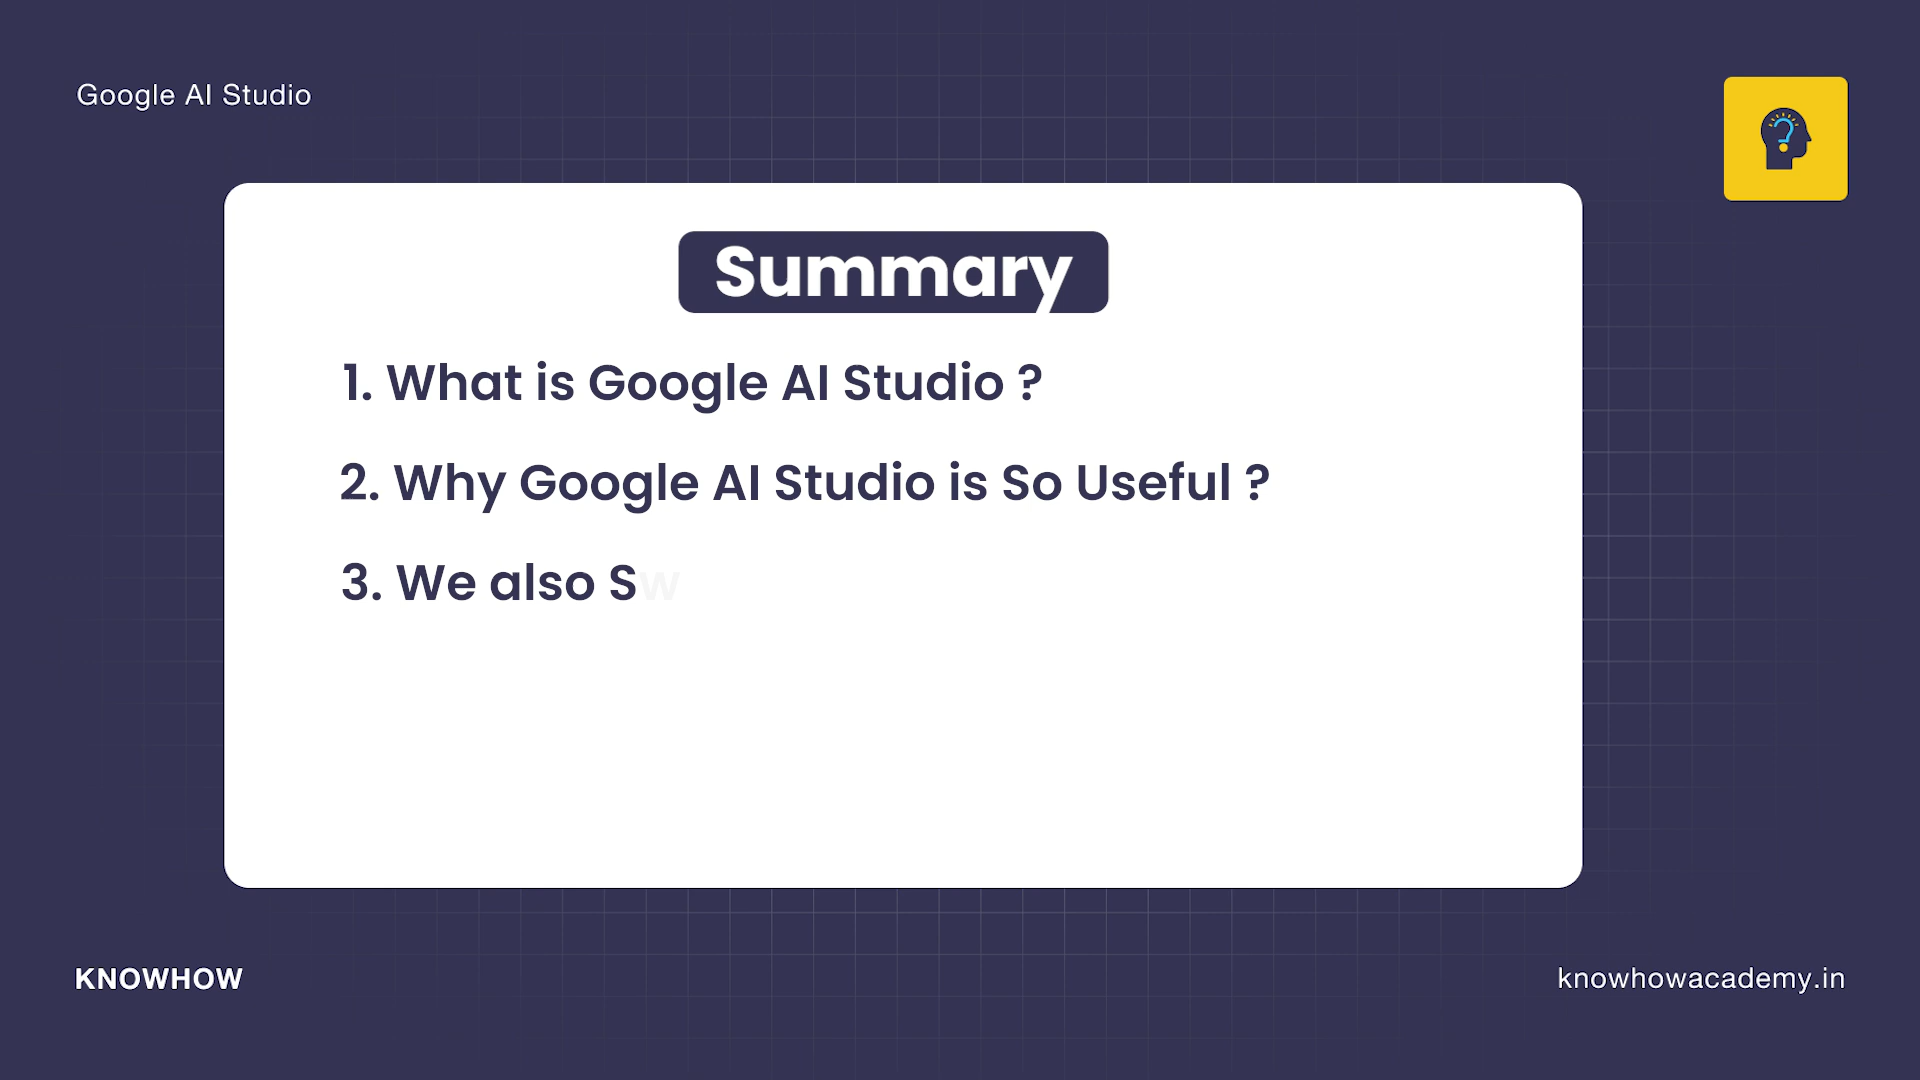 Google AI Studio
Summary
1. What is Google AI Studio ?
2. Why Google AI Studio is So Useful ?
3. We also Sw
KNOWHOW
knowhowacademy.in